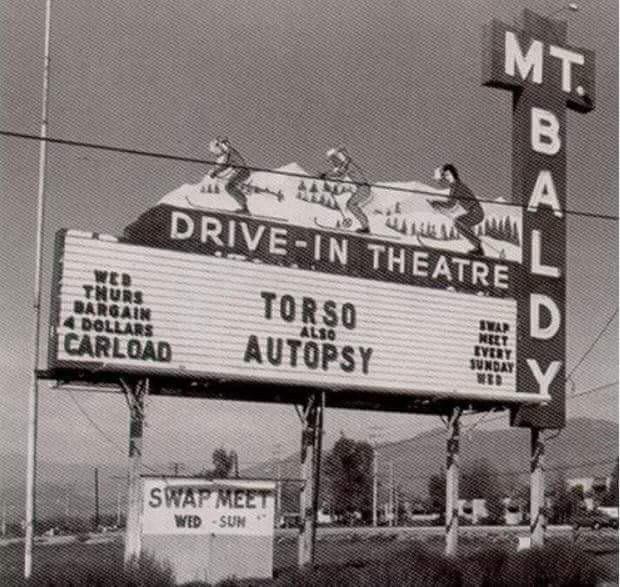 MT.
BALDY
DRIVE-IN THEATRE
WED
THURS
BARGAIN
4 DOLLARS
CARLOAD
TORSO
ALSO
AUTOPSY
SWAP
MEET
EVERY
SUNDAY
WED
SWAP MEET
WED - SUN